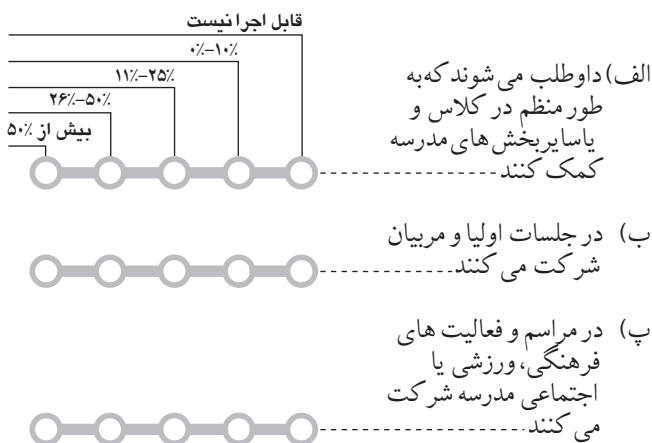 قابل اجرا نیست
۰٪–۱۰٪
۱۱٪–۲۵٪
۲۶٪–۵۰٪
بیش از ۵۰٪
الف) داوطلب می شوند که به
طور منظم در کلاس و
یاسایر بخش های مدرسه
کمک کنند
ب) در جلسات اولیا و مربیان
شرکت می کنند
پ) در مراسم و فعالیت های
فرهنگی، ورزشی یا
اجتماعی مدرسه شرکت
می کنند